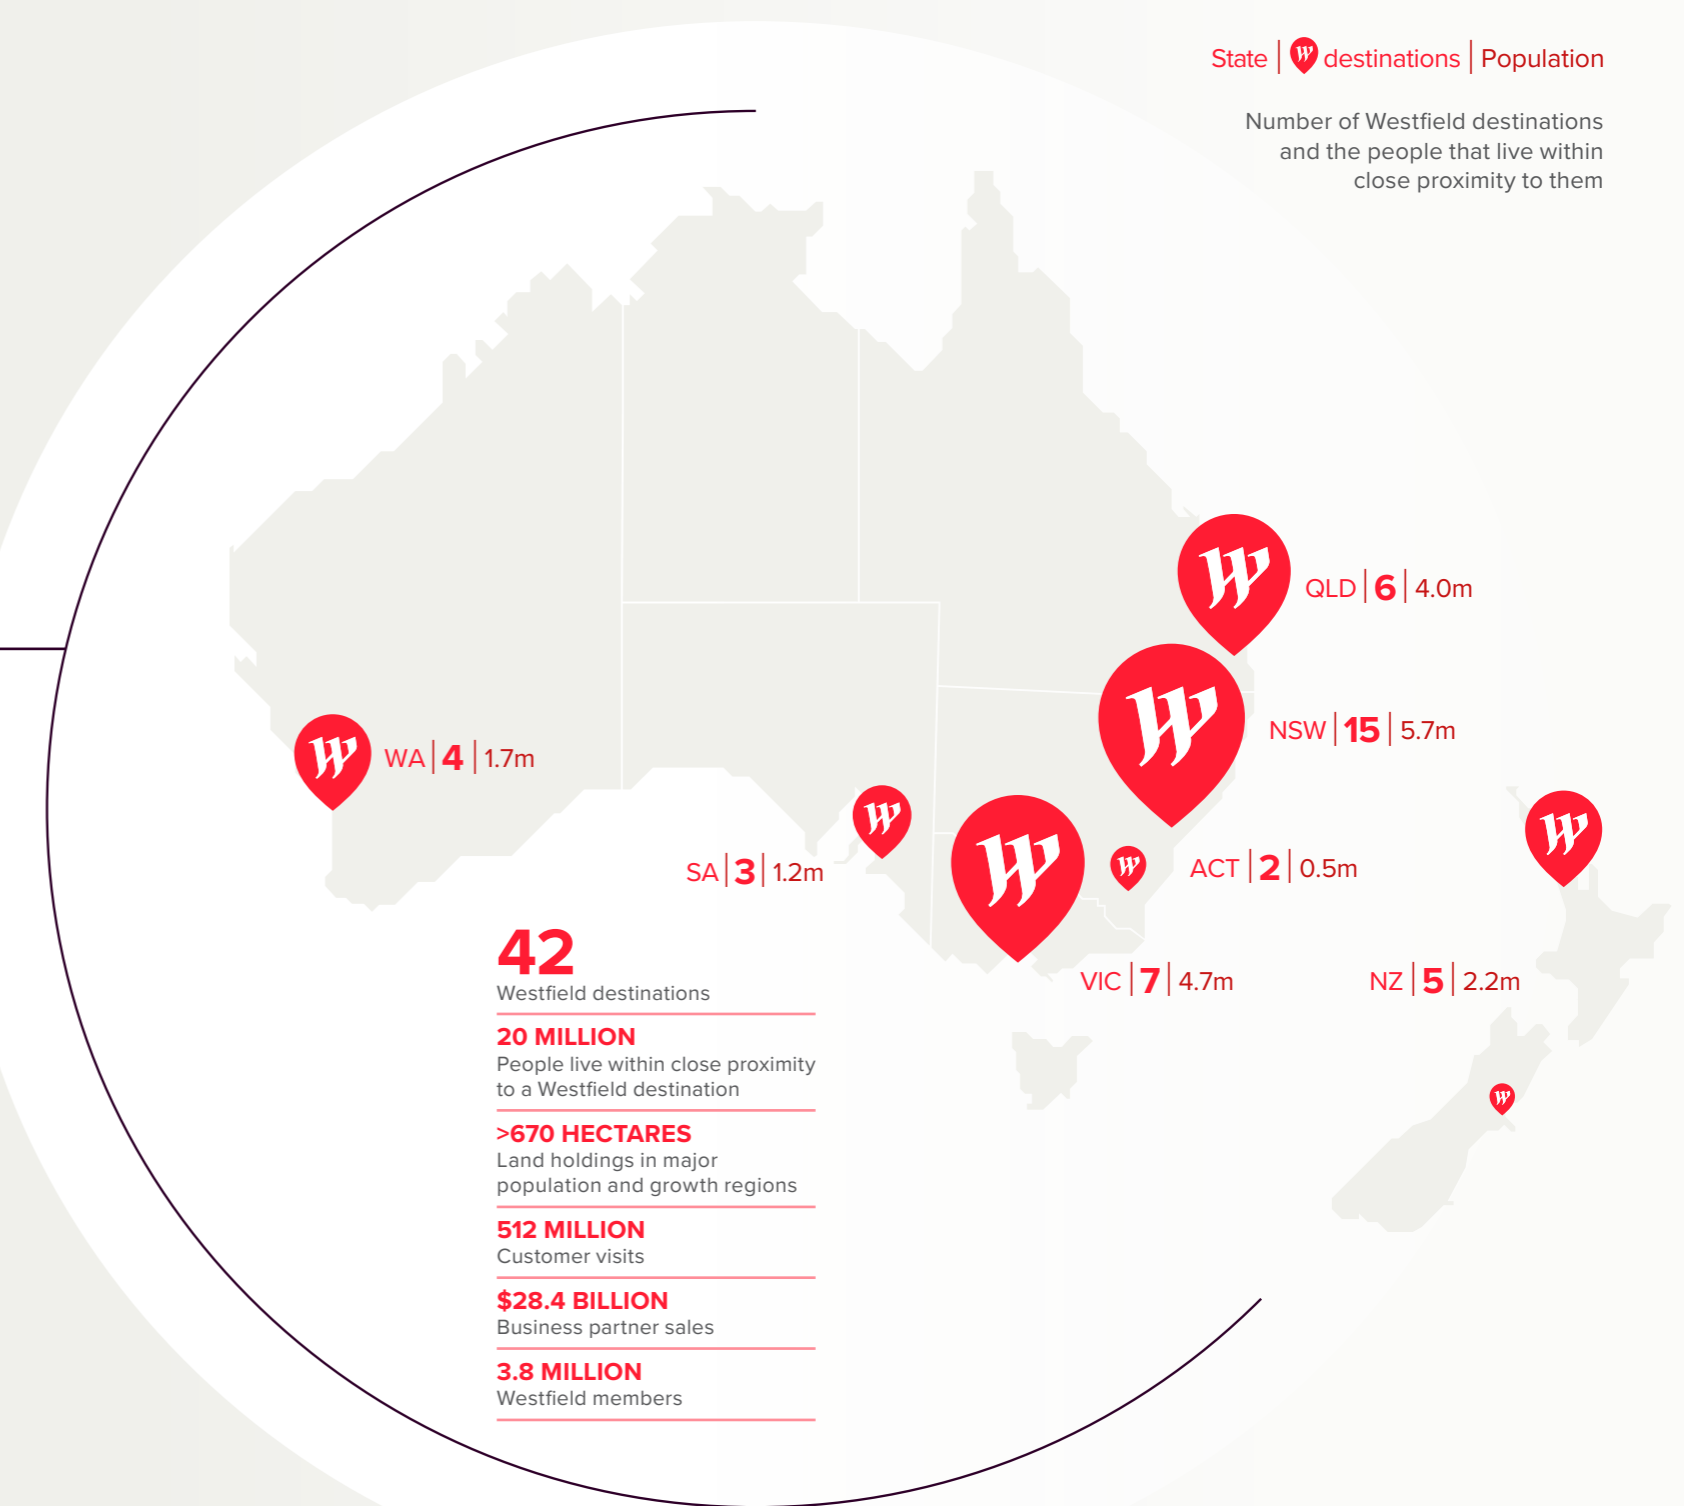 State | W destinations | Population
Number of Westfield destinations
and the people that live within
close proximity to them
QLD | 6 | 4.0m
NSW | 15 | 5.7m
WA | 4 | 1.7m
SA | 3 | 1.2m
ACT | 2 | 0.5m
VIC | 7 | 4.7m
NZ | 5 | 2.2m
42
Westfield destinations
20 MILLION
People live within close proximity
to a Westfield destination
>670 HECTARES
Land holdings in major
population and growth regions
512 MILLION
Customer visits
$28.4 BILLION
Business partner sales
3.8 MILLION
Westfield members